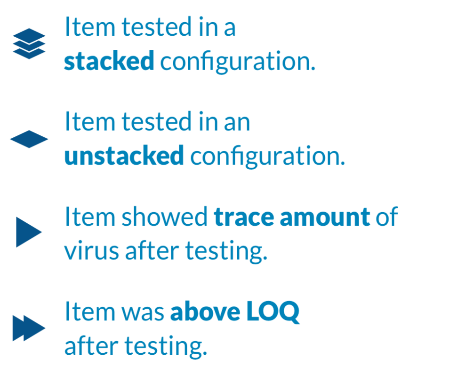 Item tested in a
stacked configuration.
Item tested in an
unstacked configuration.
Item showed trace amount of
virus after testing.
Item was above LOQ
after testing.